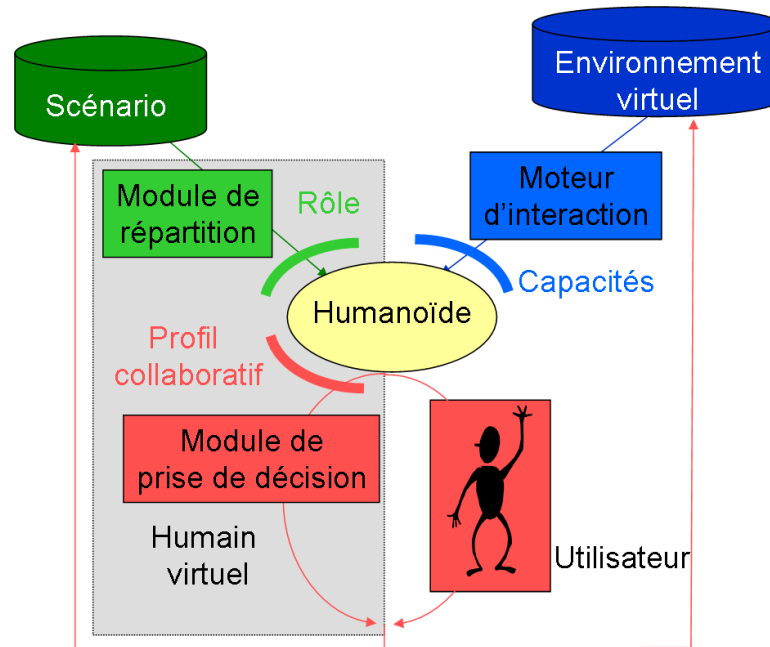 Scénario
Environnement
virtuel
Module de
répartition
Rôle
Moteur
d'interaction
Capacités
Humanoïde
Profil
collaboratif
Module de
prise de décision
Humain
virtuel
Utilisateur